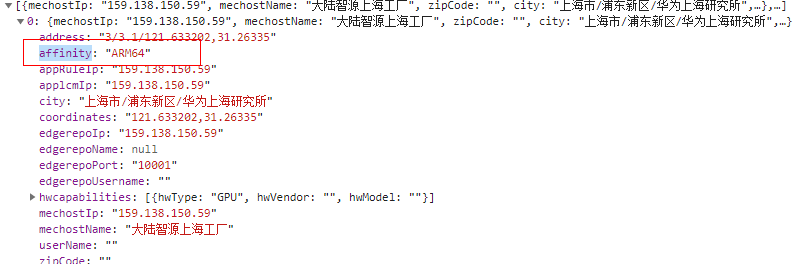 [{mechostIp: "159.138.150.59", mechostName: "大陆智源上海工厂", zipCode: "", city: "上海市/浦东新区/华为上海研究所",…},…]
0: {mechostIp: "159.138.150.59", mechostName: "大陆智源上海工厂", zipCode: "", city: "上海市/浦东新区/华为上海研究所",…}
address: "3/3.1/121.633202,31.26335"
affinity: "ARM64"
appRuleIp: "159.138.150.59"
applcmIp: "159.138.150.59"
city: "上海市/浦东新区/华为上海研究所"
coordinates: "121.633202,31.26335"
edgerepoIp: "159.138.150.59"
edgerepoName: null
edgerepoPort: "10001"
edgerepoUsername: ""
hwcapabilities: [{hwType: "GPU", hwVendor: "", hwModel: ""}]
mechostIp: "159.138.150.59"
mechostName: "大陆智源上海工厂"
userName: ""
zipCode: ""